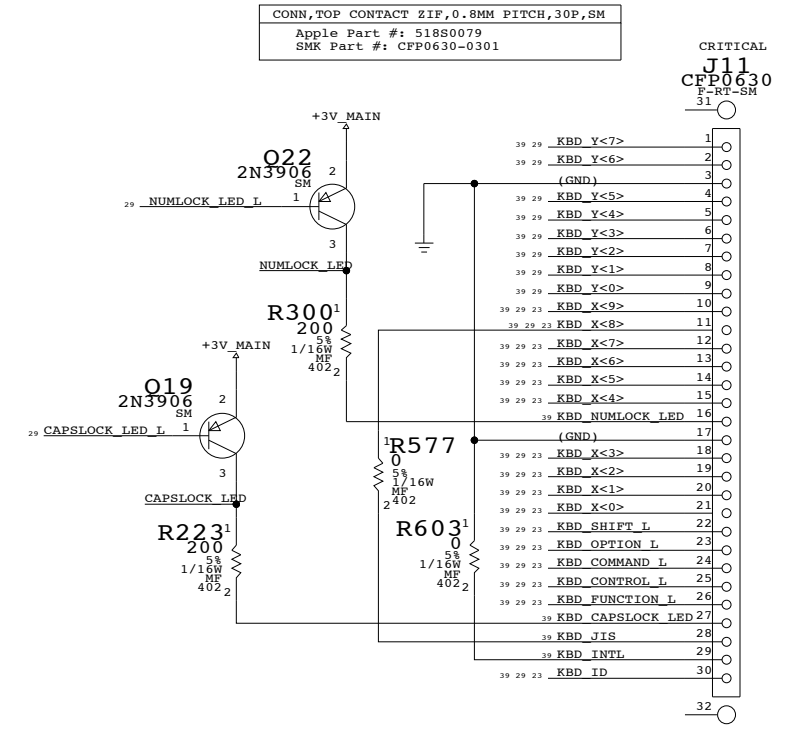 CONN,TOP CONTACT ZIF,0.8MM PITCH,30P,SM
Apple Part #: 518S0079
SMK Part #: CFP0630-0301
CRITICAL
J11
CFP0630
F-RT-SM
31
+3V_MAIN
Q22
2N3906
SM
2
1
3
29 NUMLOCK_LED_L
NUMLOCK_LED
R300
1
200
5%
1/16W
MF
402
2
+3V_MAIN
Q19
2N3906
SM
2
1
3
29 CAPSLOCK_LED_L
CAPSLOCK_LED
R223
1
200
5%
1/16W
MF
402
2
1
R577
0
5%
1/16W
MF
402
2
R603
1
0
5%
1/16W
MF
402
2
39 29 KBD_Y<7> 1
39 29 KBD_Y<6> 2
(GND) 3
39 29 KBD_Y<5> 4
39 29 KBD_Y<4> 5
39 29 KBD_Y<3> 6
39 29 KBD_Y<2> 7
39 29 KBD_Y<1> 8
39 29 KBD_Y<0> 9
39 29 23 KBD_X<9> 10
39 29 23 KBD_X<8> 11
39 29 23 KBD_X<7> 12
39 29 23 KBD_X<6> 13
39 29 23 KBD_X<5> 14
39 29 23 KBD_X<4> 15
39 KBD_NUMLOCK_LED 16
(GND) 17
39 29 23 KBD_X<3> 18
39 29 23 KBD_X<2> 19
39 29 23 KBD_X<1> 20
39 29 23 KBD_X<0> 21
39 29 23 KBD_SHIFT_L 22
39 29 23 KBD_OPTION_L 23
39 29 23 KBD_COMMAND_L 24
39 29 23 KBD_CONTROL_L 25
39 29 23 KBD_FUNCTION_L 26
39 KBD_CAPSLOCK_LED 27
39 KBD_JIS 28
39 KBD_INTL 29
39 29 23 KBD_ID 30
32